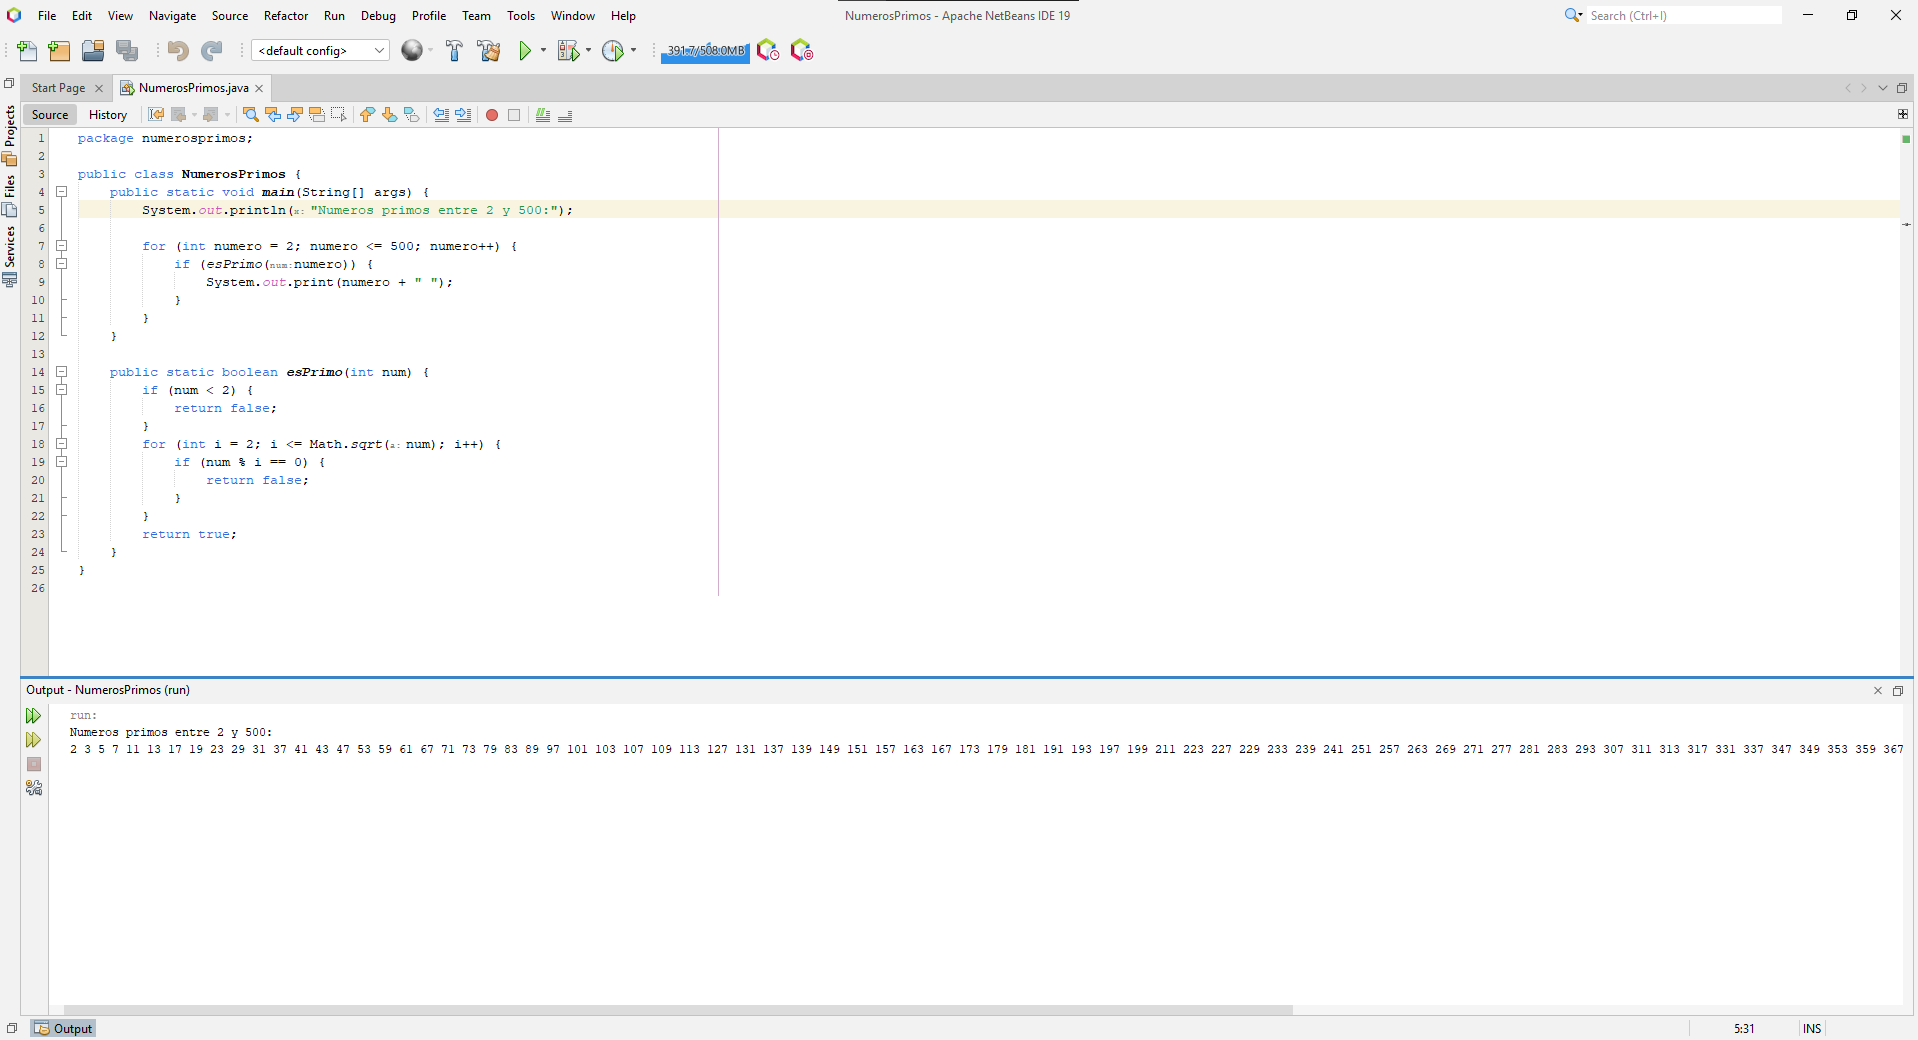 File Edit View Navigate Source Refactor Run Debug Profile Team Tools Window Help
NumerosPrimos - Apache NetBeans IDE 19
Search (Ctrl+I)
<default config>
391.7/508.0MB
Start Page
NumerosPrimos.java
Source History
Projects
Files
Services
1 package numerosprimos;
2
3 public class NumerosPrimos {
4 public static void main(String[] args) {
5 System.out.println(x: "Numeros primos entre 2 y 500:");
6
7 for (int numero = 2; numero <= 500; numero++) {
8 if (esPrimo(num:numero)) {
9 System.out.print(numero + " ");
10 }
11 }
12 }
13
14 public static boolean esPrimo(int num) {
15 if (num < 2) {
16 return false;
17 }
18 for (int i = 2; i <= Math.sqrt(a: num); i++) {
19 if (num % i == 0) {
20 return false;
21 }
22 }
23 return true;
24 }
25 }
26
Output - NumerosPrimos (run)
run:
Numeros primos entre 2 y 500:
2 3 5 7 11 13 17 19 23 29 31 37 41 43 47 53 59 61 67 71 73 79 83 89 97 101 103 107 109 113 127 131 137 139 149 151 157 163 167 173 179 181 191 193 197 199 211 223 227 229 233 239 241 251 257 263 269 271 277 281 283 293 307 311 313 317 331 337 347 349 353 359 367
Output
5:31
INS